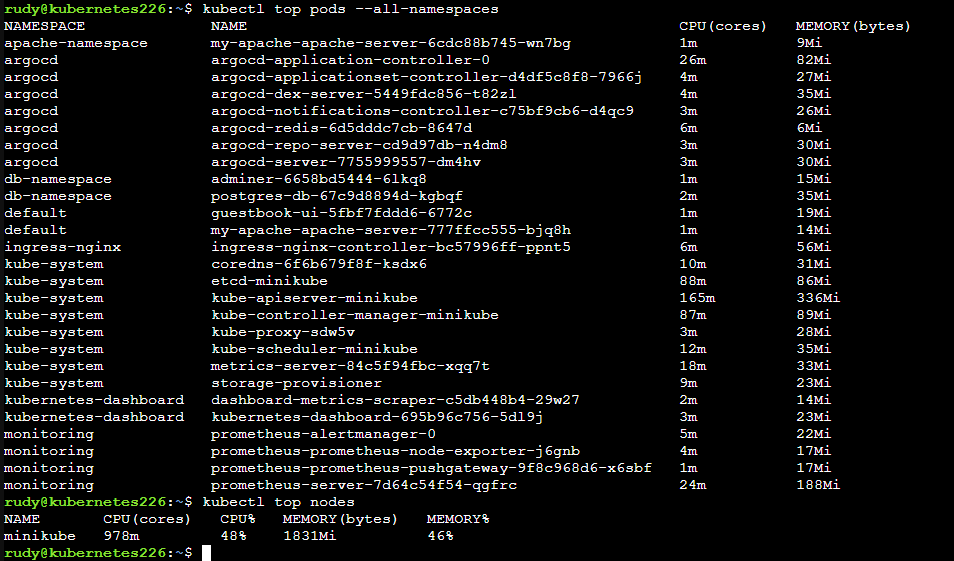 rudy@kubernetes226:~$ kubectl top pods --all-namespaces
NAMESPACE NAME CPU(cores) MEMORY(bytes)
apache-namespace my-apache-apache-server-6cdc88b745-wn7bg 1m 9Mi
argocd argocd-application-controller-0 26m 82Mi
argocd argocd-applicationset-controller-d4df5c8f8-7966j 4m 27Mi
argocd argocd-dex-server-5449fdc856-t82zl 4m 35Mi
argocd argocd-notifications-controller-c75bf9cb6-d4qc9 3m 26Mi
argocd argocd-redis-6d5dddc7cb-8647d 6m 6Mi
argocd argocd-repo-server-cd9d97db-n4dm8 3m 30Mi
argocd argocd-server-7755999557-dm4hv 3m 30Mi
db-namespace adminer-6658bd5444-6lkq8 1m 15Mi
db-namespace postgres-db-67c9d8894d-kgbqf 2m 35Mi
default guestbook-ui-5fbf7fddd6-6772c 1m 19Mi
default my-apache-apache-server-777ffcc555-bjq8h 1m 14Mi
ingress-nginx ingress-nginx-controller-bc57996ff-ppnt5 6m 56Mi
kube-system coredns-6f6b679f8f-ksdx6 10m 31Mi
kube-system etcd-minikube 88m 86Mi
kube-system kube-apiserver-minikube 165m 336Mi
kube-system kube-controller-manager-minikube 87m 89Mi
kube-system kube-proxy-sdw5v 3m 28Mi
kube-system kube-scheduler-minikube 12m 35Mi
kube-system metrics-server-84c5f94fbc-xqq7t 18m 33Mi
kube-system storage-provisioner 9m 23Mi
kubernetes-dashboard dashboard-metrics-scraper-c5db448b4-29w27 2m 14Mi
kubernetes-dashboard kubernetes-dashboard-695b96c756-5dl9j 3m 23Mi
monitoring prometheus-alertmanager-0 5m 22Mi
monitoring prometheus-prometheus-node-exporter-j6gnb 4m 17Mi
monitoring prometheus-prometheus-pushgateway-9f8c968d6-x6sbf 1m 17Mi
monitoring prometheus-server-7d64c54f54-qgfrc 24m 188Mi
rudy@kubernetes226:~$ kubectl top nodes
NAME CPU(cores) CPU% MEMORY(bytes) MEMORY%
minikube 978m 48% 1831Mi 46%
rudy@kubernetes226:~$